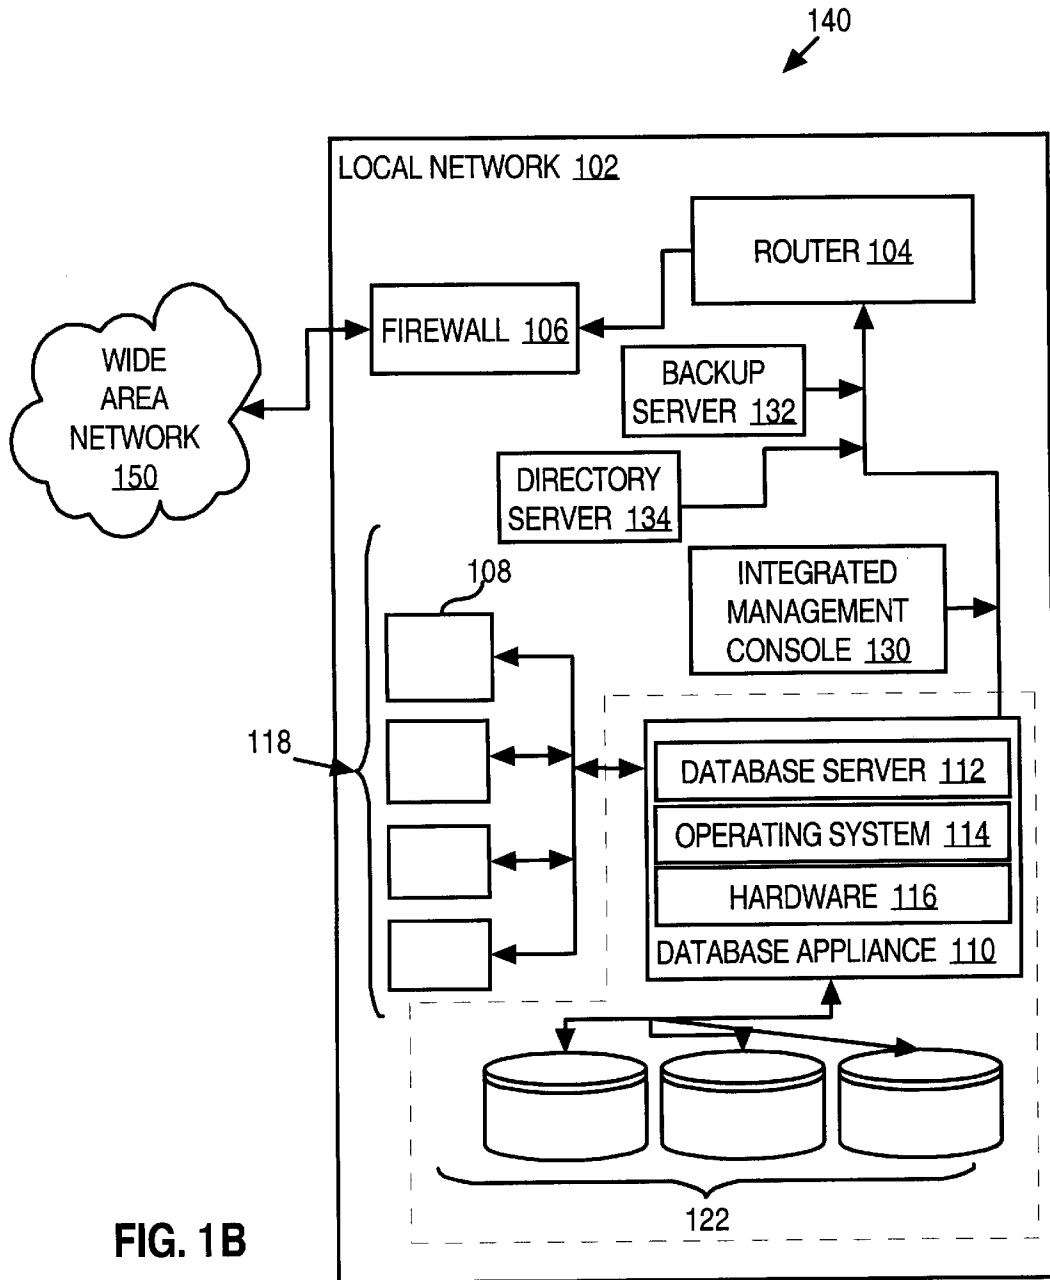 140
LOCAL NETWORK 102
ROUTER 104
FIREWALL 106
WIDE
AREA
NETWORK
150
BACKUP
SERVER 132
DIRECTORY
SERVER 134
INTEGRATED
MANAGEMENT
CONSOLE 130
108
118
DATABASE SERVER 112
OPERATING SYSTEM 114
HARDWARE 116
DATABASE APPLIANCE 110
122
FIG. 1B